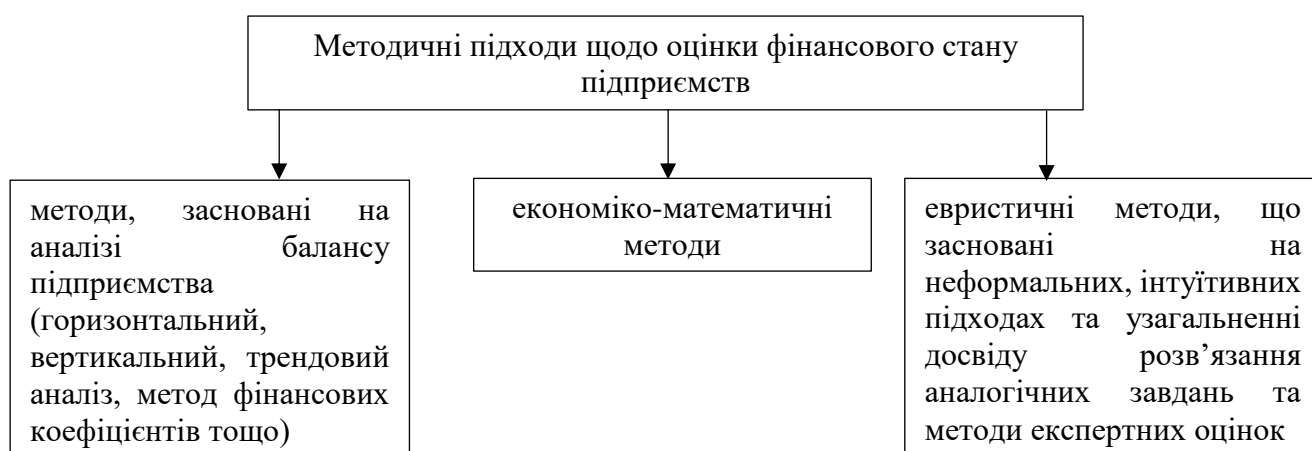 Методичні підходи щодо оцінки фінансового стану
підприємств
методи, засновані на
аналізі балансу
підприємства
(горизонтальний,
вертикальний, трендовий
аналіз, метод фінансових
коефіцієнтів тощо)
економіко-математичні
методи
евристичні методи, що
засновані на
неформальних, інтуїтивних
підходах та узагальненні
досвіду розв’язання
аналогічних завдань та
методи експертних оцінок